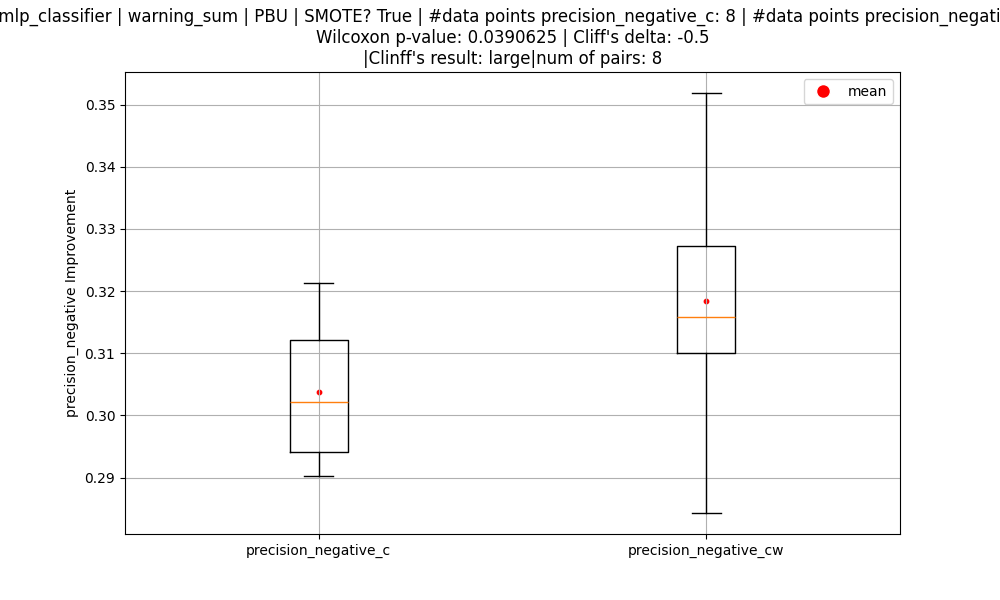 mlp_classifier | warning_sum | PBU | SMOTE? True | #data points precision_negative_c: 8 | #data points
Wilcoxon p-value: 0.0390625 | Cliff's delta: -0.5
|Clinff's result: large|num of pairs: 8
mean
0.35
0.34
0.33
0.32
0.31
0.30
0.29
precision_negative Improvement
precision_negative_c
precision_negative_cw